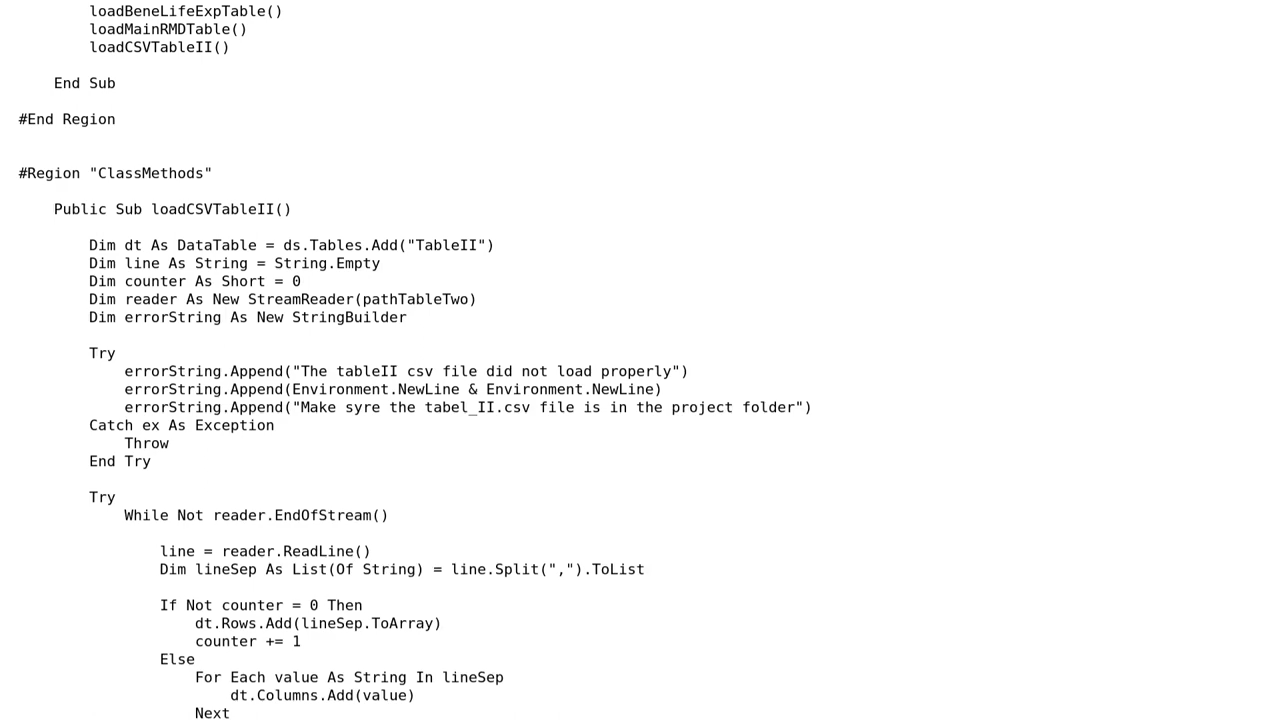 loadBeneLifeExpTable()
loadMainRMDTable()
loadCSVTableII()
End Sub
#End Region
#Region "ClassMethods"
Public Sub loadCSVTableII()
Dim dt As DataTable = ds.Tables.Add("TableII")
Dim line As String = String.Empty
Dim counter As Short = 0
Dim reader As New StreamReader(pathTableTwo)
Dim errorString As New StringBuilder
Try
errorString.Append("The tableII csv file did not load properly")
errorString.Append(Environment.NewLine & Environment.NewLine)
errorString.Append("Make syre the tabel_II.csv file is in the project folder")
Catch ex As Exception
Throw
End Try
Try
While Not reader.EndOfStream()
line = reader.ReadLine()
Dim lineSep As List(Of String) = line.Split(",").ToList
If Not counter = 0 Then
dt.Rows.Add(lineSep.ToArray)
counter += 1
Else
For Each value As String In lineSep
dt.Columns.Add(value)
Next